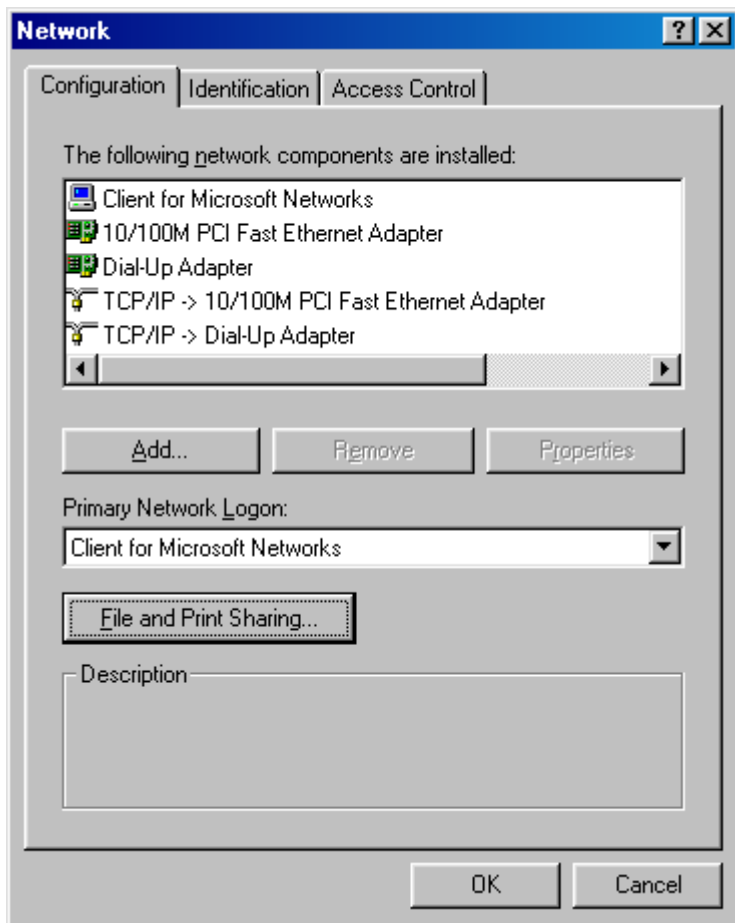 Network
Configuration Identification Access Control
The following network components are installed:
Client for Microsoft Networks
10/100M PCI Fast Ethernet Adapter
Dial-Up Adapter
TCP/IP -> 10/100M PCI Fast Ethernet Adapter
TCP/IP -> Dial-Up Adapter
Add... Remove Properties
Primary Network Logon:
Client for Microsoft Networks
File and Print Sharing...
Description
OK Cancel